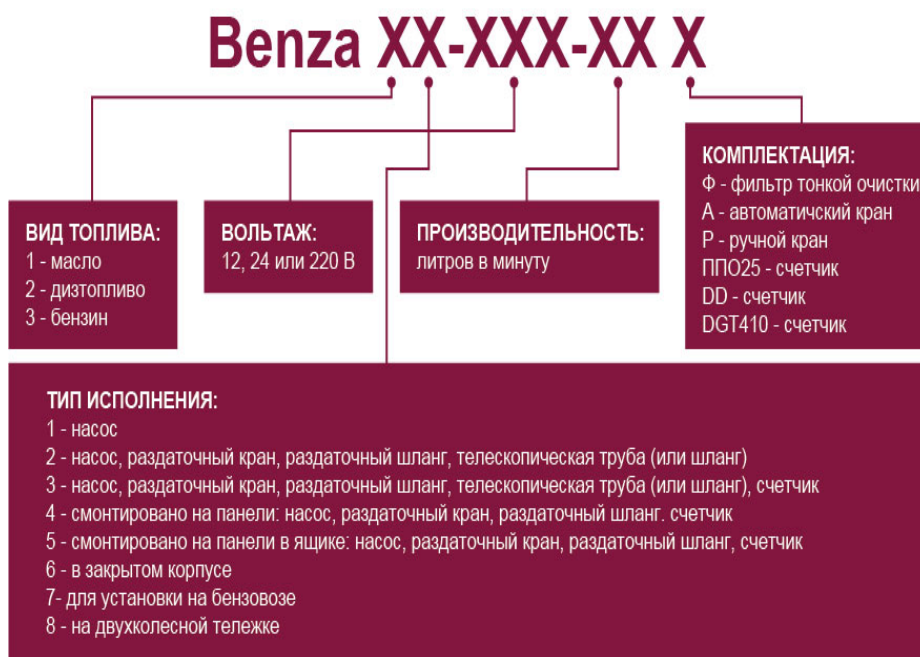 Benza XX-XXX-XX X
ВИД ТОПЛИВА:
1 - масло
2 - дизтопливо
3 - бензин
ВОЛЬТАЖ:
12, 24 или 220 В
ПРОИЗВОДИТЕЛЬНОСТЬ:
литров в минуту
КОМПЛЕКТАЦИЯ:
Ф - фильтр тонкой очистки
А - автоматичский кран
Р - ручной кран
ППО25 - счетчик
DD - счетчик
DGT410 - счетчик
ТИП ИСПОЛНЕНИЯ:
1 - насос
2 - насос, раздаточный кран, раздаточный шланг, телескопическая труба (или шланг)
3 - насос, раздаточный кран, раздаточный шланг, телескопическая труба (или шланг), счетчик
4 - смонтировано на панели: насос, раздаточный кран, раздаточный шланг. счетчик
5 - смонтировано на панели в ящике: насос, раздаточный кран, раздаточный шланг, счетчик
6 - в закрытом корпусе
7- для установки на бензовозе
8 - на двухколесной тележке